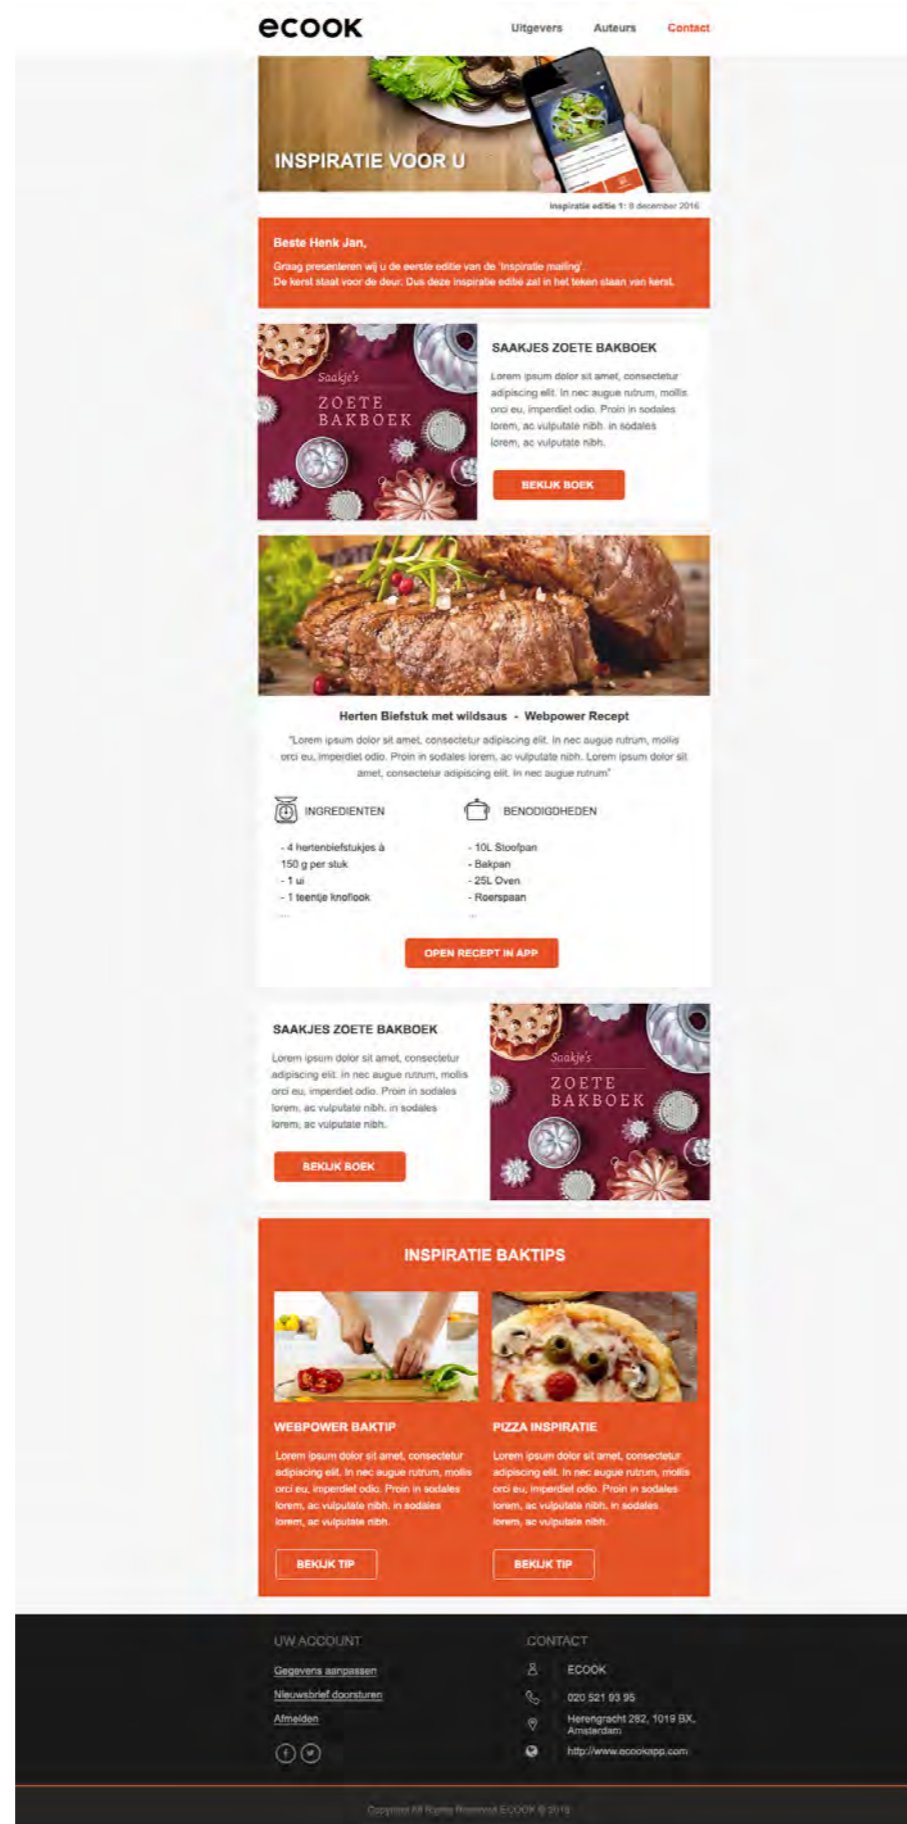 ecook
Uitgevers Auteurs Contact
INSPIRATIE VOOR U
Inspiratie editie 1: 8 december 2016
Beste Henk Jan,
Graag presenteren wij u de eerste editie van de 'Inspiratie mailing'.
De kerst staat voor de deur. Dus deze inspiratie editie zal in het teken staan van kerst.
Saakje's
ZOETE
BAKBOEK
SAAKJES ZOETE BAKBOEK
Lorem ipsum dolor sit amet, consectetur
adipiscing elit. In nec augue rutrum, mollis
orci eu, imperdiet odio. Proin in sodales
lorem, ac vulputate nibh. in sodales
lorem, ac vulputate nibh.
BEKIJK BOEK
Herten Biefstuk met wildsaus - Webpower Recept
"Lorem ipsum dolor sit amet, consectetur adipiscing elit. In nec augue rutrum, mollis
orci eu, imperdiet odio. Proin in sodales lorem, ac vulputate nibh. Lorem ipsum dolor sit
amet, consectetur adipiscing elit. In nec augue rutrum"
INGREDIENTEN
- 4 hertenbiefstukjes à
150 g per stuk
- 1 ui
- 1 teentje knoflook
...
BENODIGDHEDEN
- 10L Stoofpan
- Bakpan
- 25L Oven
- Roerspaan
...
OPEN RECEPT IN APP
SAAKJES ZOETE BAKBOEK
Lorem ipsum dolor sit amet, consectetur
adipiscing elit. In nec augue rutrum, mollis
orci eu, imperdiet odio. Proin in sodales
lorem, ac vulputate nibh. in sodales
lorem, ac vulputate nibh.
BEKIJK BOEK
Saakje's
ZOETE
BAKBOEK
INSPIRATIE BAKTIPS
WEBPOWER BAKTIP
Lorem ipsum dolor sit amet, consectetur
adipiscing elit. In nec augue rutrum, mollis
orci eu, imperdiet odio. Proin in sodales
lorem, ac vulputate nibh. in sodales
lorem, ac vulputate nibh.
BEKIJK TIP
PIZZA INSPIRATIE
Lorem ipsum dolor sit amet, consectetur
adipiscing elit. In nec augue rutrum, mollis
orci eu, imperdiet odio. Proin in sodales
lorem, ac vulputate nibh. in sodales
lorem, ac vulputate nibh.
BEKIJK TIP
UW ACCOUNT
Gegevens aanpassen
Nieuwsbrief doorsturen
Afmelden
CONTACT
ECOOK
020 521 93 95
Herengracht 282, 1019 BX,
Amsterdam
http://www.ecookapp.com
Copyright All Rights Reserved ECOOK ©